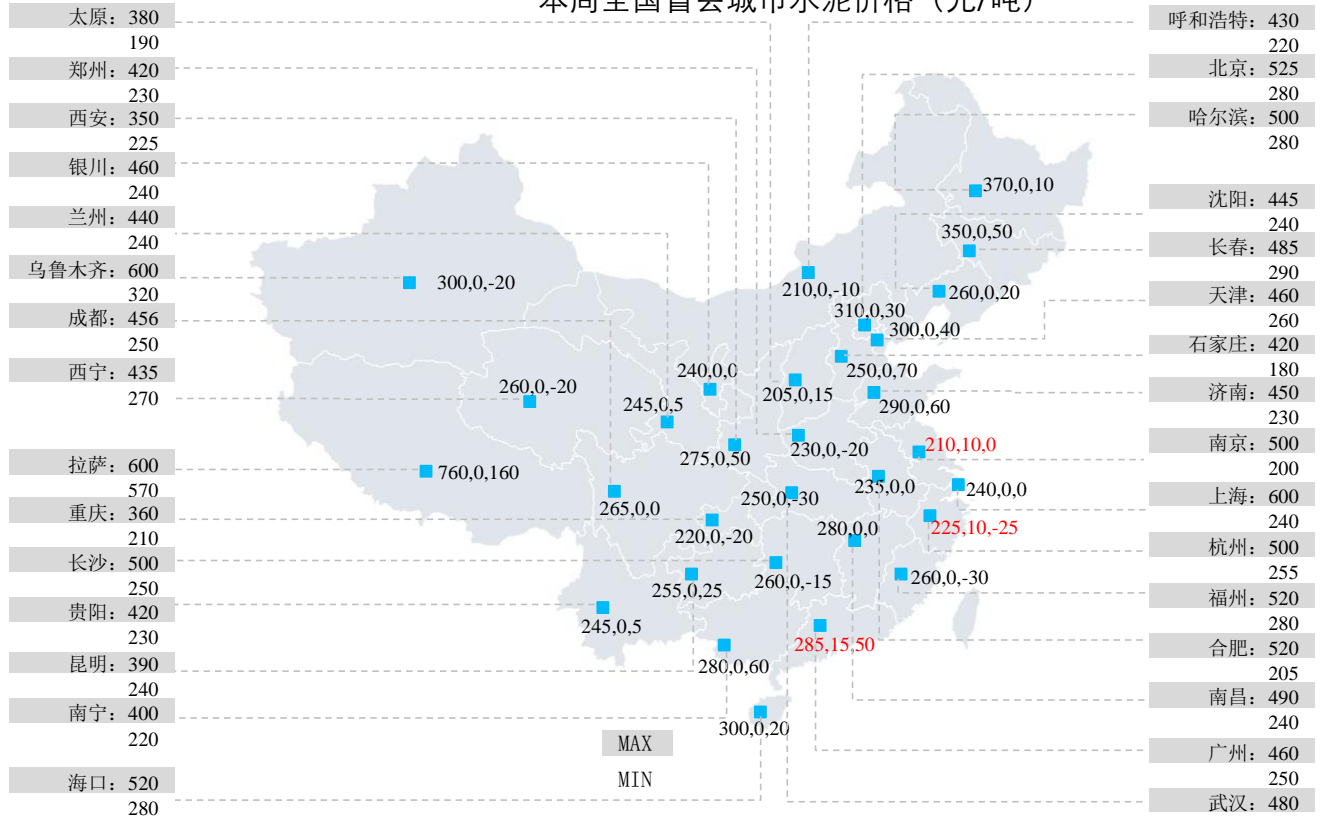 本周全国省会城市水泥价格（元/吨）
太原：380
190
郑州：420
230
西安：350
225
银川：460
240
兰州：440
240
乌鲁木齐：600
320
成都：456
250
西宁：435
270
拉萨：600
570
重庆：360
210
长沙：500
250
贵阳：420
230
昆明：390
240
南宁：400
220
海口：520
280
370,0,10
350,0,50
300,0,-20
210,0,-10
260,0,20
310,0,30
300,0,40
240,0,0
250,0,70
260,0,-20
205,0,15
290,0,60
245,0,5
230,0,-20
210,10,0
275,0,50
760,0,160
235,0,0
240,0,0
265,0,0
250,0,-30
220,0,-20
280,0,0
225,10,-25
255,0,25
260,0,-15
260,0,-30
245,0,5
280,0,60
285,15,50
300,0,20
MAX
MIN
呼和浩特：430
220
北京：525
280
哈尔滨：500
280
沈阳：445
240
长春：485
290
天津：460
260
石家庄：420
180
济南：450
230
南京：500
200
上海：600
240
杭州：500
255
福州：520
280
合肥：520
205
南昌：490
240
广州：460
250
武汉：480